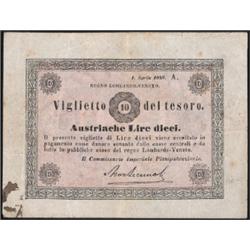 1. Aprile 1849. A.
REGNO LOMBARDO-VENETO.
Viglietto 10 del tesoro.
Austriache Lire dieci.
Il presente viglietto di Lire dieci viene accettato in
pagamento come danaro sonante dalle casse centrali e da
tutte le pubbliche casse del regno Lombardo-Veneto.
Il Commissario Imperiale Plenipotenziario.
10
10
10
10